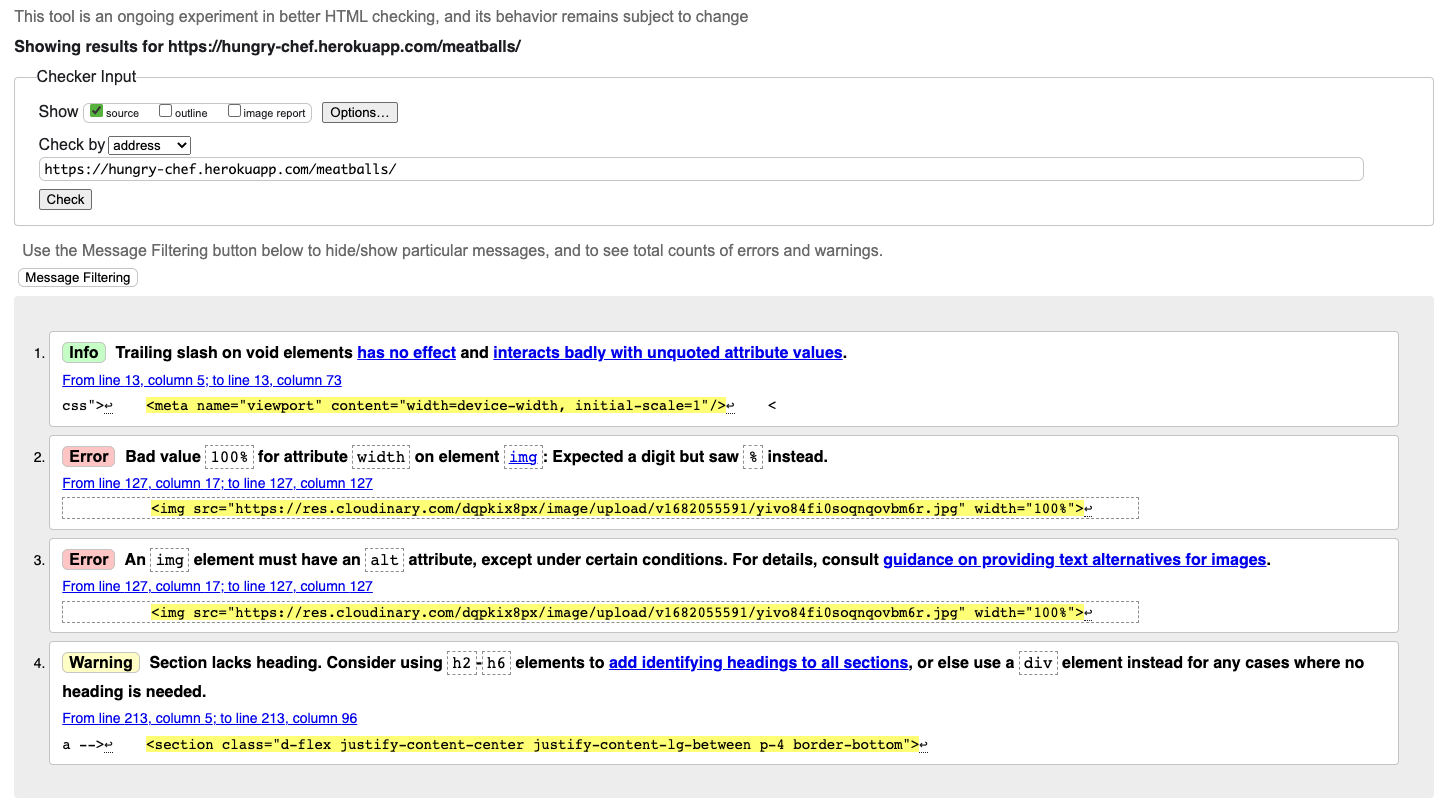 This tool is an ongoing experiment in better HTML checking, and its behavior remains subject to change
Showing results for https://hungry-chef.herokuapp.com/meatballs/
Checker Input
Show source outline image report Options...
Check by address
https://hungry-chef.herokuapp.com/meatballs/
Check
Use the Message Filtering button below to hide/show particular messages, and to see total counts of errors and warnings.
Message Filtering
1. Info Trailing slash on void elements has no effect and interacts badly with unquoted attribute values.
From line 13, column 5; to line 13, column 73
css">↩ <meta name="viewport" content="width=device-width, initial-scale=1"/>↩ <
2. Error Bad value 100% for attribute width on element img: Expected a digit but saw % instead.
From line 127, column 17; to line 127, column 127
<img src="https://res.cloudinary.com/dqpkix8px/image/upload/v1682055591/yivo84fi0soqnqovbm6r.jpg" width="100%">↩
3. Error An img element must have an alt attribute, except under certain conditions. For details, consult guidance on providing text alternatives for images.
From line 127, column 17; to line 127, column 127
<img src="https://res.cloudinary.com/dqpkix8px/image/upload/v1682055591/yivo84fi0soqnqovbm6r.jpg" width="100%">↩
4. Warning Section lacks heading. Consider using h2-h6 elements to add identifying headings to all sections, or else use a div element instead for any cases where no
heading is needed.
From line 213, column 5; to line 213, column 96
a -->↩ <section class="d-flex justify-content-center justify-content-lg-between p-4 border-bottom">↩